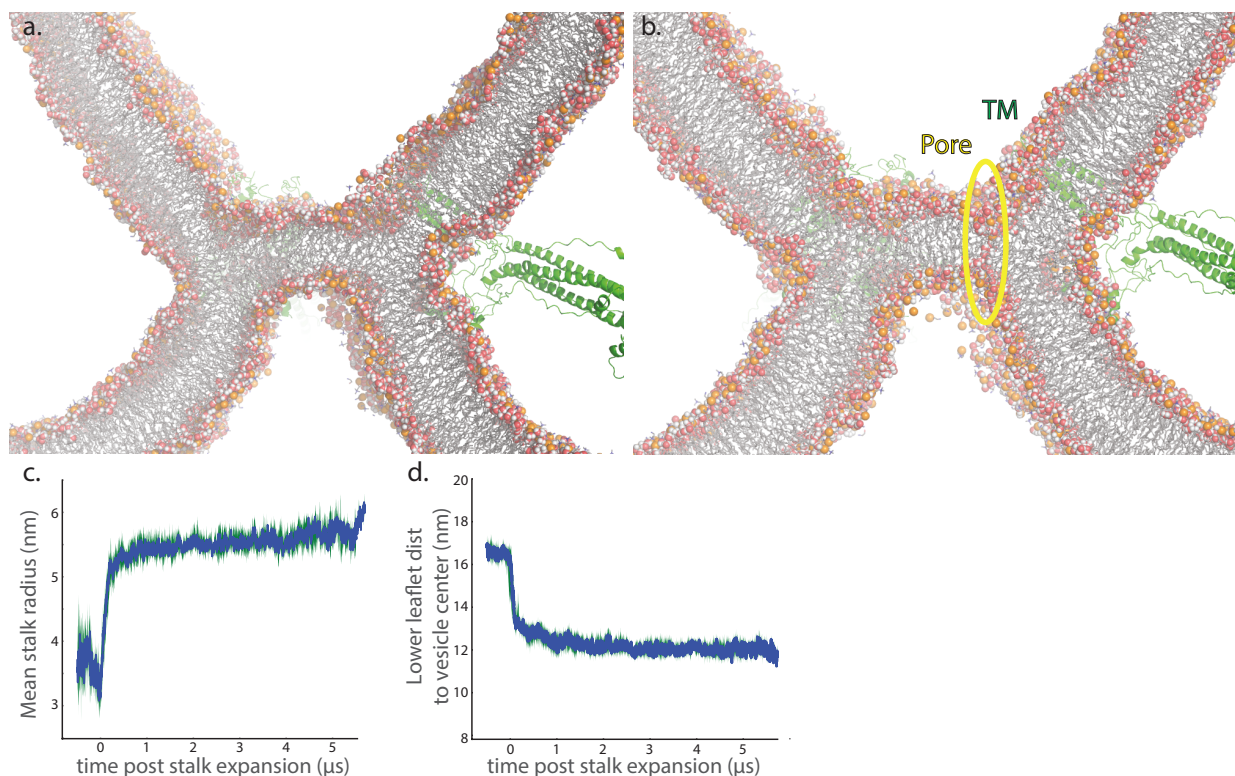 a.
b.
TM
Pore
c.
Mean stalk radius (nm)
6
5
4
3
0 1 2 3 4 5
time post stalk expansion (µs)
d.
Lower leaflet dist
to vesicle center (nm)
20
18
16
14
12
10
8
0 1 2 3 4 5
time post stalk expansion (µs)